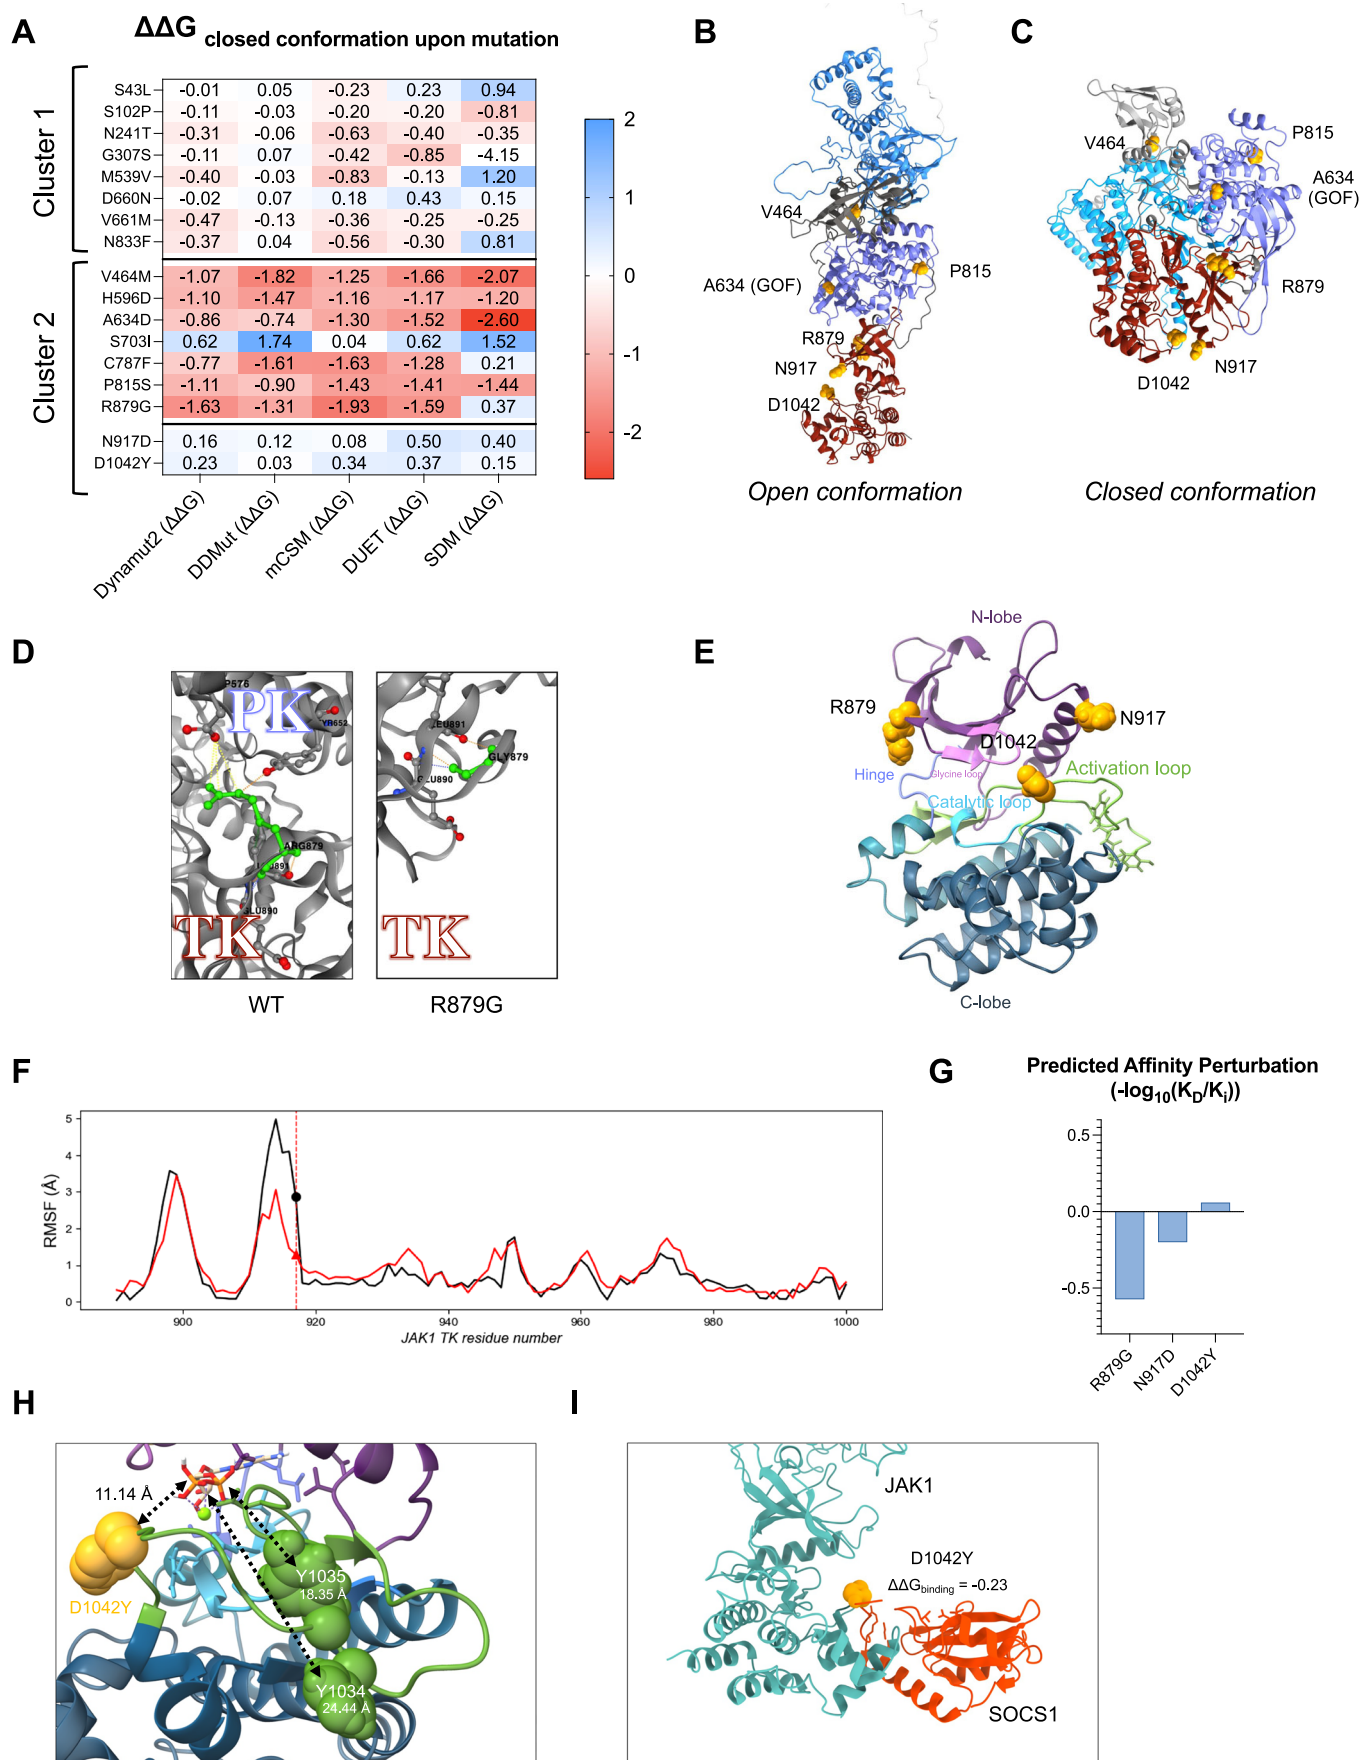 A
ΔΔG closed conformation upon mutation
Cluster 1
S43L -0.01 0.05 -0.23 0.23 0.94
S102P -0.11 -0.03 -0.20 -0.20 -0.81
N241T -0.31 -0.06 -0.63 -0.40 -0.35
G307S -0.11 0.07 -0.42 -0.85 -4.15
M539V -0.40 -0.03 -0.83 -0.13 1.20
D660N -0.02 0.07 0.18 0.43 0.15
V661M -0.47 -0.13 -0.36 -0.25 -0.25
N833F -0.37 0.04 -0.56 -0.30 0.81
Cluster 2
V464M -1.07 -1.82 -1.25 -1.66 -2.07
H596D -1.10 -1.47 -1.16 -1.17 -1.20
A634D -0.86 -0.74 -1.30 -1.52 -2.60
S703I 0.62 1.74 0.04 0.62 1.52
C787F -0.77 -1.61 -1.63 -1.28 0.21
P815S -1.11 -0.90 -1.43 -1.41 -1.44
R879G -1.63 -1.31 -1.93 -1.59 0.37
N917D 0.16 0.12 0.08 0.50 0.40
D1042Y 0.23 0.03 0.34 0.37 0.15
Dynamut2 (ΔΔG)
DDMut (ΔΔG)
mCSM (ΔΔG)
DUET (ΔΔG)
SDM (ΔΔG)
2
1
0
-1
-2
B
V464
A634 (GOF)
P815
R879
N917
D1042
Open conformation
C
V464
P815
A634
(GOF)
R879
N917
D1042
Closed conformation
D
P576
PK
ARG879
GLU890
TK
WT
LEU891
GLY879
GLU890
TK
R879G
E
N-lobe
R879
N917
D1042
Hinge
Glycine loop
Activation loop
Catalytic loop
C-lobe
F
RMSF (Å)
5
4
3
2
1
0
900 920 940 960 980 1000
JAK1 TK residue number
G
Predicted Affinity Perturbation
(-log10(KD/Ki))
0.5
0.0
-0.5
R879G
N917D
D1042Y
H
11.14 Å
Y1035
18.35 Å
D1042Y
Y1034
24.44 Å
I
JAK1
D1042Y
ΔΔGbinding = -0.23
SOCS1